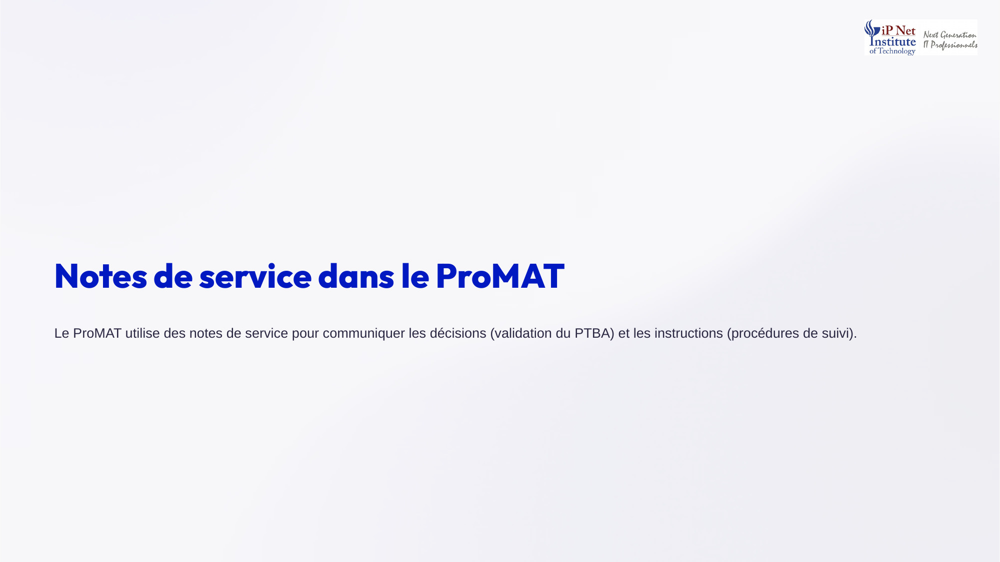 iP Net
Institute
of Technology
Next Generation
IT Professionnels
Notes de service dans le ProMAT
Le ProMAT utilise des notes de service pour communiquer les décisions (validation du PTBA) et les instructions (procédures de suivi).